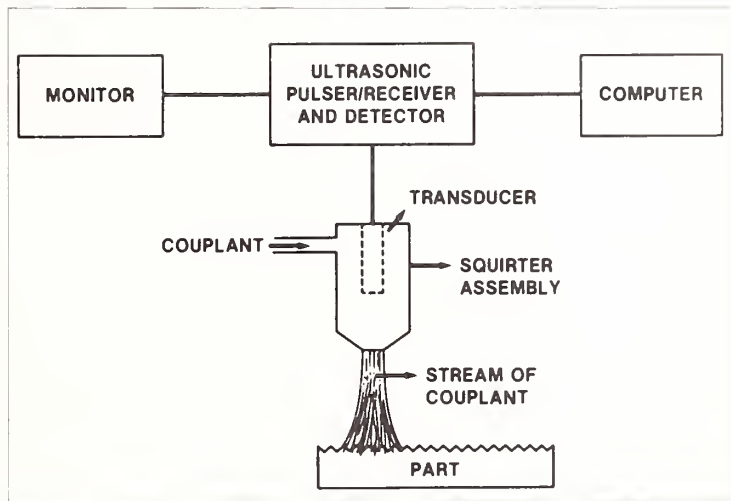 MONITOR
ULTRASONIC
PULSER/RECEIVER
AND DETECTOR
COMPUTER
TRANSDUCER
COUPLANT
SQUIRTER
ASSEMBLY
STREAM OF
COUPLANT
PART